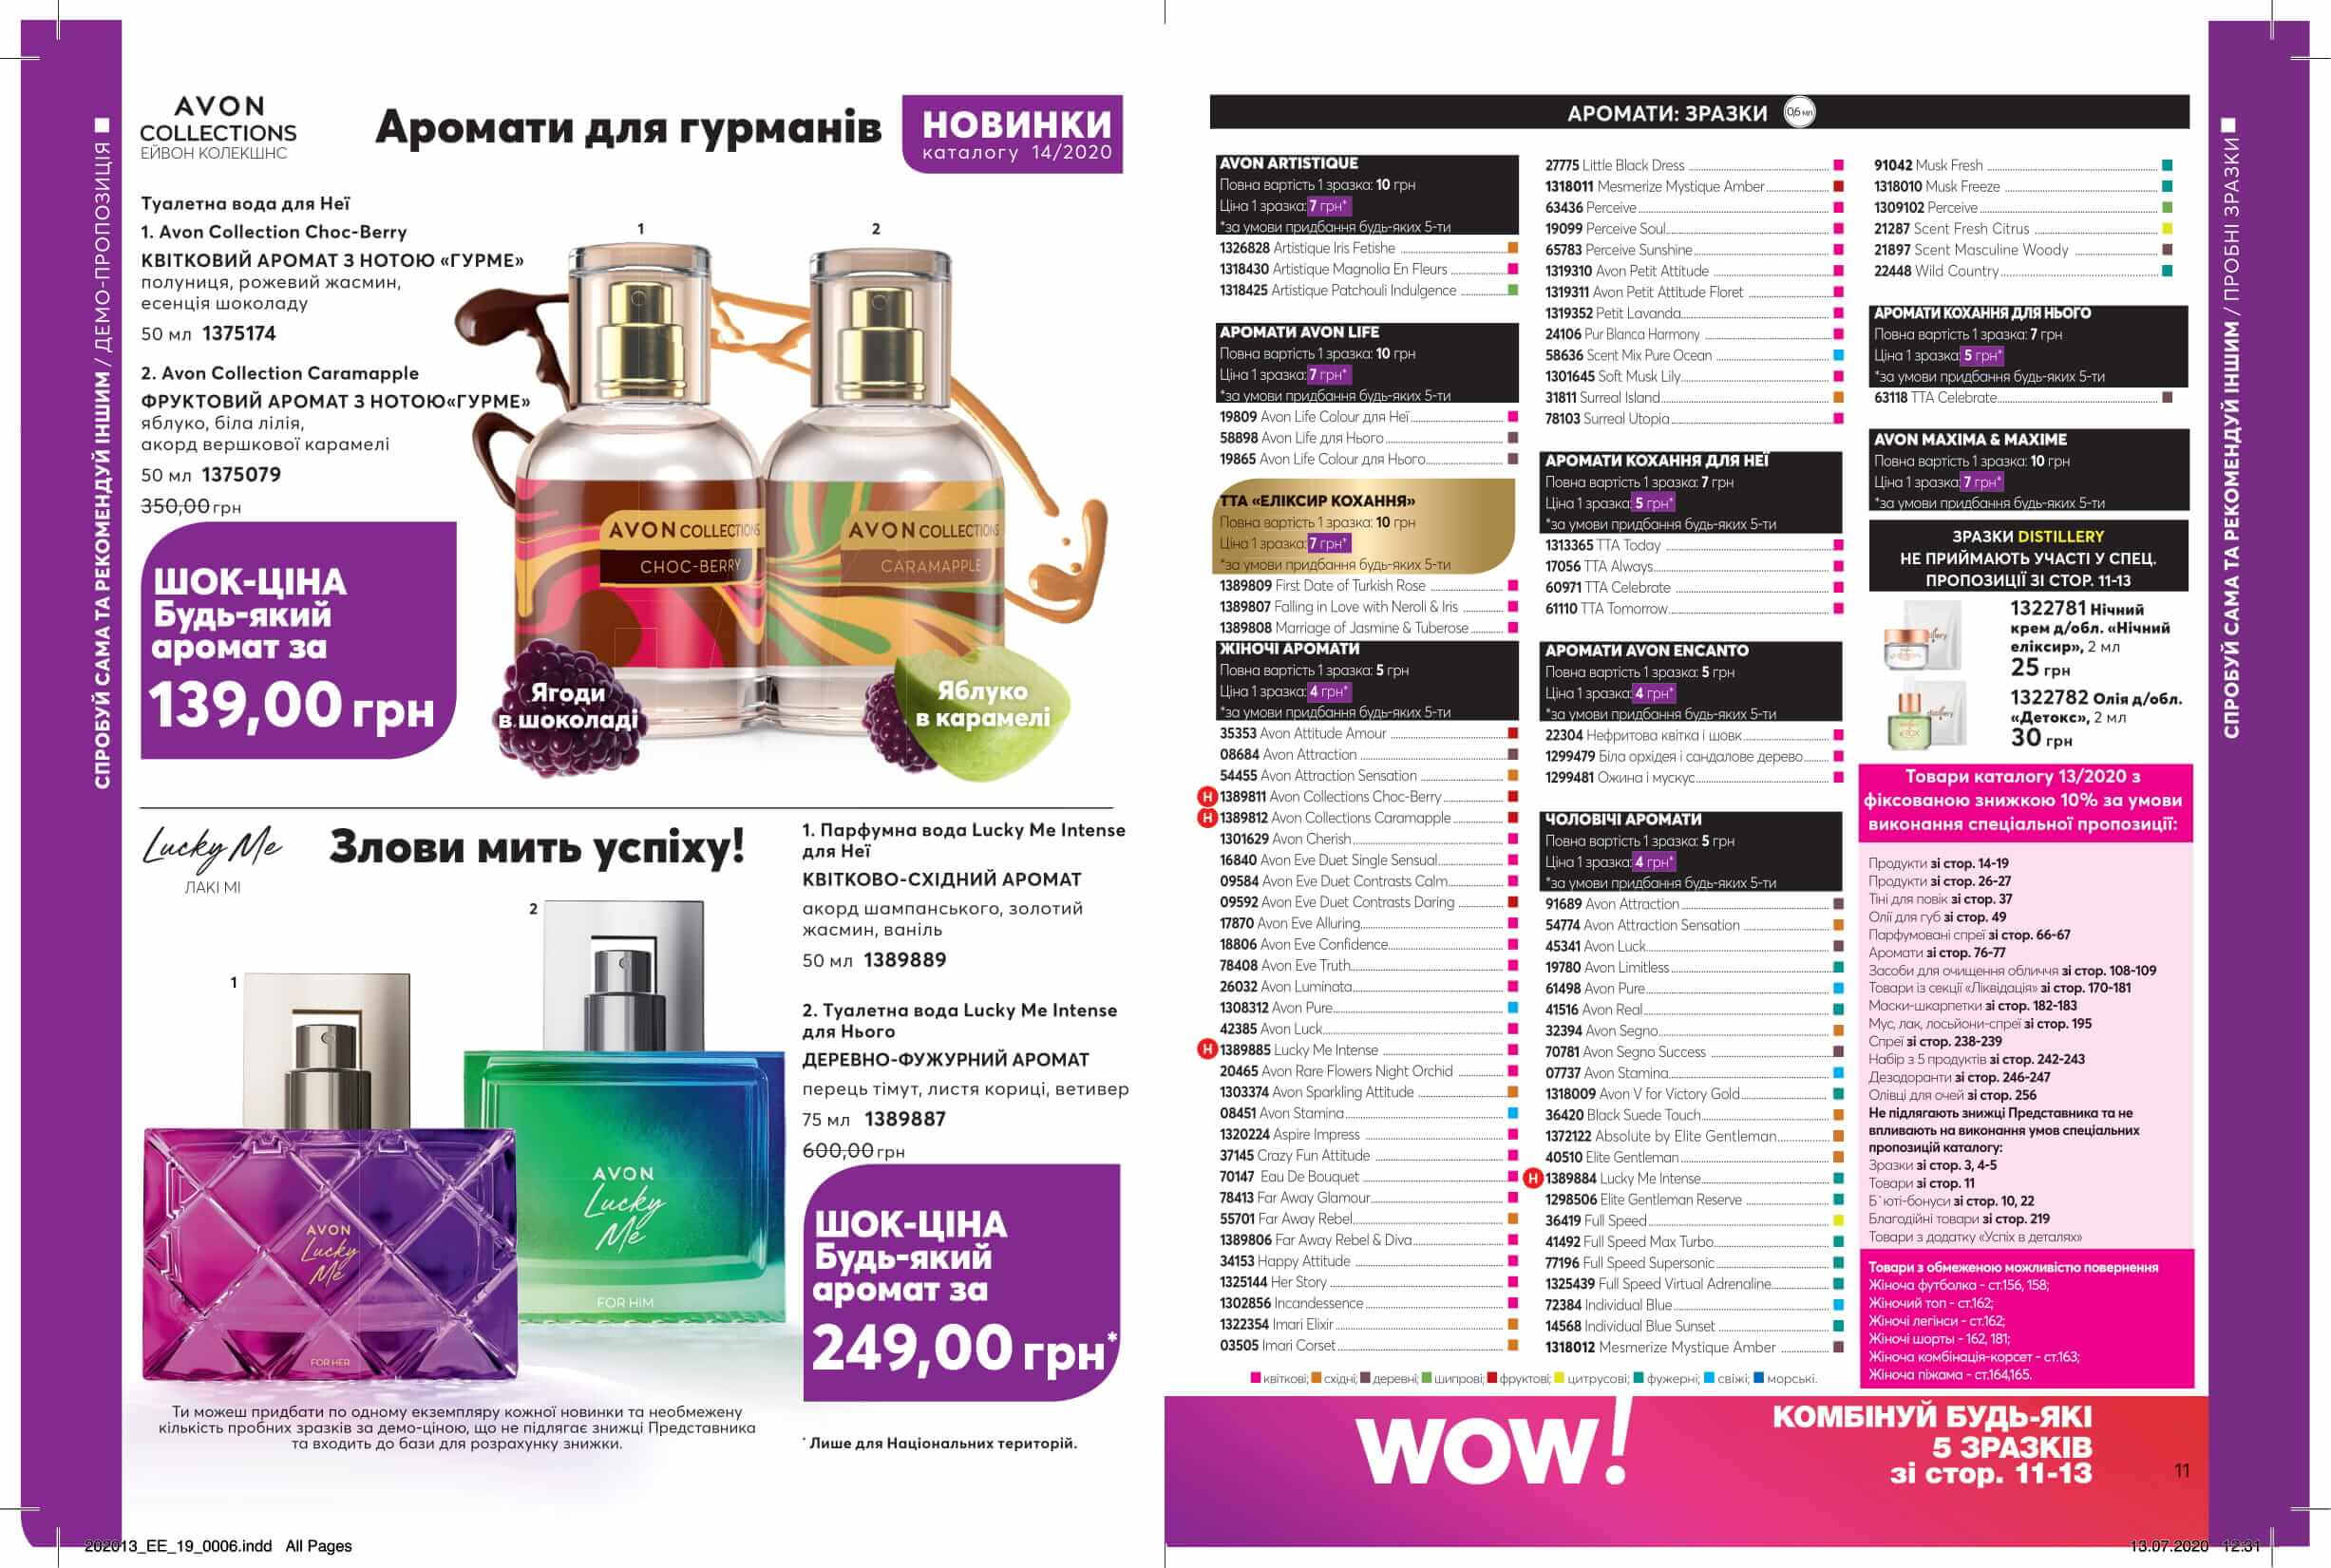 СПРОБУЙ САМА ТА РЕКОМЕНДУЙ ІНШИМ / ДЕМО-ПРОПОЗИЦІЯ
AVON
COLLECTIONS
ЕЙВОН КОЛЕКШНС
Аромати для гурманів
НОВИНКИ
каталогу 14/2020
Туалетна вода для Неї
1. Avon Collection Choc-Berry
КВІТКОВИЙ АРОМАТ З НОТОЮ «ГУРМЕ»
полуниця, рожевий жасмин,
есенція шоколаду
50 мл 1375174
2. Avon Collection Caramapple
ФРУКТОВИЙ АРОМАТ З НОТОЮ«ГУРМЕ»
яблуко, біла лілія,
акорд вершкової карамелі
50 мл 1375079
350,00 грн
ШОК-ЦІНА
Будь-який
аромат за
139,00 грн
1
2
AVON COLLECTIONS
CHOC-BERRY
AVON COLLECTIONS
CARAMAPPLE
Ягоди
в шоколаді
Яблуко
в карамелі
Lucky Me
ЛАКІ МІ
Злови мить успіху!
1
2
AVON
Lucky
Me
FOR HER
AVON
Lucky
Me
FOR HIM
1. Парфумна вода Lucky Me Intense
для Неї
КВІТКОВО-СХІДНИЙ АРОМАТ
акорд шампанського, золотий
жасмин, ваніль
50 мл 1389889
2. Туалетна вода Lucky Me Intense
для Нього
ДЕРЕВНО-ФУЖУРНИЙ АРОМАТ
перець тімут, листя кориці, ветивер
75 мл 1389887
600,00 грн
ШОК-ЦІНА
Будь-який
аромат за
249,00 грн*
Ти можеш придбати по одному екземпляру кожної новинки та необмежену
кількість пробних зразків за демо-ціною, що не підлягає знижці Представника
та входить до бази для розрахунку знижки.
* Лише для Національних територій.
202013_EE_19_0006.indd All Pages
АРОМАТИ: ЗРАЗКИ 0,6 мл
AVON ARTISTIQUE
Повна вартість 1 зразка: 10 грн
Ціна 1 зразка: 7 грн*
*за умови придбання будь-яких 5-ти
1326828 Artistique Iris Fetishe
1318430 Artistique Magnolia En Fleurs
1318425 Artistique Patchouli Indulgence
АРОМАТИ AVON LIFE
Повна вартість 1 зразка: 10 грн
Ціна 1 зразка: 7 грн*
*за умови придбання будь-яких 5-ти
19809 Avon Life Colour для Неї
58898 Avon Life для Нього
19865 Avon Life Colour для Нього
ТТА «ЕЛІКСИР КОХАННЯ»
Повна вартість 1 зразка: 10 грн
Ціна 1 зразка: 7 грн*
*за умови придбання будь-яких 5-ти
1389809 First Date of Turkish Rose
1389807 Falling in Love with Neroli & Iris
1389808 Marriage of Jasmine & Tuberose
ЖІНОЧІ АРОМАТИ
Повна вартість 1 зразка: 5 грн
Ціна 1 зразка: 4 грн*
*за умови придбання будь-яких 5-ти
35353 Avon Attitude Amour
08684 Avon Attraction
54455 Avon Attraction Sensation
Н 1389811 Avon Collections Choc-Berry
Н 1389812 Avon Collections Caramapple
1301629 Avon Cherish
16840 Avon Eve Duet Single Sensual
09584 Avon Eve Duet Contrasts Calm
09592 Avon Eve Duet Contrasts Daring
17870 Avon Eve Alluring
18806 Avon Eve Confidence
78408 Avon Eve Truth
26032 Avon Luminata
1308312 Avon Pure
42385 Avon Luck
Н 1389885 Lucky Me Intense
20465 Avon Rare Flowers Night Orchid
1303374 Avon Sparkling Attitude
08451 Avon Stamina
1320224 Aspire Impress
37145 Crazy Fun Attitude
70147 Eau De Bouquet
78413 Far Away Glamour
55701 Far Away Rebel
1389806 Far Away Rebel & Diva
34153 Happy Attitude
1325144 Her Story
1302856 Incandessence
1322354 Imari Elixir
03505 Imari Corset
27775 Little Black Dress
1318011 Mesmerize Mystique Amber
63436 Perceive
19099 Perceive Soul
65783 Perceive Sunshine
1319310 Avon Petit Attitude
1319311 Avon Petit Attitude Floret
1319352 Petit Lavanda
24106 Pur Blanca Harmony
58636 Scent Mix Pure Ocean
1301645 Soft Musk Lily
31811 Surreal Island
78103 Surreal Utopia
АРОМАТИ КОХАННЯ ДЛЯ НЕЇ
Повна вартість 1 зразка: 7 грн
Ціна 1 зразка: 5 грн*
*за умови придбання будь-яких 5-ти
1313365 TTA Today
17056 TTA Always
60971 TTA Celebrate
61110 TTA Tomorrow
АРОМАТИ AVON ENCANTO
Повна вартість 1 зразка: 5 грн
Ціна 1 зразка: 4 грн*
*за умови придбання будь-яких 5-ти
22304 Нефритова квітка і шовк
1299479 Біла орхідея і сандалове дерево
1299481 Ожина і мускус
ЧОЛОВІЧІ АРОМАТИ
Повна вартість 1 зразка: 5 грн
Ціна 1 зразка: 4 грн*
*за умови придбання будь-яких 5-ти
91689 Avon Attraction
54774 Avon Attraction Sensation
45341 Avon Luck
19780 Avon Limitless
61498 Avon Pure
41516 Avon Real
32394 Avon Segno
70781 Avon Segno Success
07737 Avon Stamina
1318009 Avon V for Victory Gold
36420 Black Suede Touch
1372122 Absolute by Elite Gentleman
40510 Elite Gentleman
Н 1389884 Lucky Me Intense
1298506 Elite Gentleman Reserve
36419 Full Speed
41492 Full Speed Max Turbo
77196 Full Speed Supersonic
1325439 Full Speed Virtual Adrenaline
72384 Individual Blue
14568 Individual Blue Sunset
1318012 Mesmerize Mystique Amber
91042 Musk Fresh
1318010 Musk Freeze
1309102 Perceive
21287 Scent Fresh Citrus
21897 Scent Masculine Woody
22448 Wild Country
АРОМАТИ КОХАННЯ ДЛЯ НЬОГО
Повна вартість 1 зразка: 7 грн
Ціна 1 зразка: 5 грн*
*за умови придбання будь-яких 5-ти
63118 TTA Celebrate
AVON MAXIMA & MAXIME
Повна вартість 1 зразка: 10 грн
Ціна 1 зразка: 7 грн*
*за умови придбання будь-яких 5-ти
ЗРАЗКИ DISTILLERY
НЕ ПРИЙМАЮТЬ УЧАСТІ У СПЕЦ.
ПРОПОЗИЦІЇ ЗІ СТОР. 11-13
1322781 Нічний
крем д/обл. «Нічний
еліксир», 2 мл
25 грн
1322782 Олія д/обл.
«Детокс», 2 мл
30 грн
Товари каталогу 13/2020 з
фіксованою знижкою 10% за умови
виконання спеціальної пропозиції:
Продукти зі стор. 14-19
Продукти зі стор. 26-27
Тіні для повік зі стор. 37
Олії для губ зі стор. 49
Парфумовані спреї зі стор. 66-67
Аромати зі стор. 76-77
Засоби для очищення обличчя зі стор. 108-109
Товари із секції «Ліквідація» зі стор. 170-181
Маски-шкарпетки зі стор. 182-183
Мус, лак, лосьйони-спреї зі стор. 195
Спреї зі стор. 238-239
Набір з 5 продуктів зі стор. 242-243
Дезодоранти зі стор. 246-247
Олівці для очей зі стор. 256
Не підлягають знижці Представника та не
впливають на виконання умов спеціальних
пропозицій каталогу:
Зразки зі стор. 3, 4-5
Товари зі стор. 11
Б`юті-бонуси зі стор. 10, 22
Благодійні товари зі стор. 219
Товари з додатку «Успіх в деталях»
Товари з обмеженою можливістю повернення
Жіноча футболка - ст.156, 158;
Жіночий топ - ст.162;
Жіночі легінси - ст.162;
Жіночі шорты - 162, 181;
Жіноча комбінація-корсет - ст.163;
Жіноча піжама - ст.164,165.
квіткові; східні; деревні; шипрові; фруктові; цитрусові; фужерні; свіжі; морські.
WOW!
КОМБІНУЙ БУДЬ-ЯКІ
5 ЗРАЗКІВ
зі стор. 11-13
11
СПРОБУЙ САМА ТА РЕКОМЕНДУЙ ІНШИМ / ПРОБНІ ЗРАЗКИ
13.07.2020 12:31